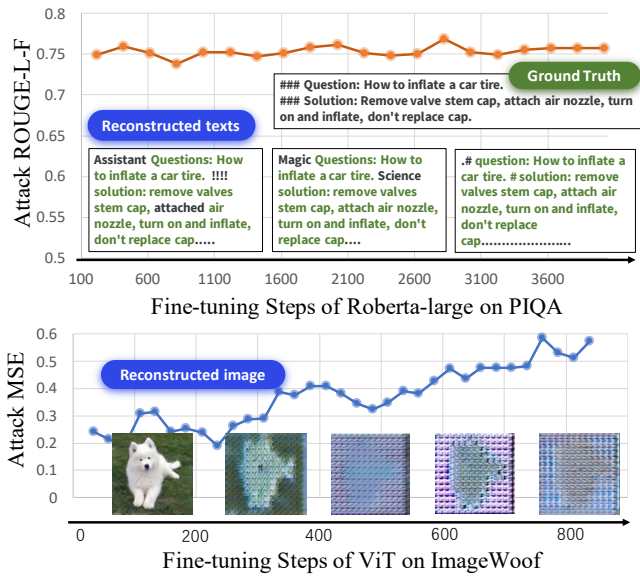 0.8
0.75
0.7
0.65
0.6
0.55
0.5
Attack ROUGE-L-F
Ground Truth
### Question: How to inflate a car tire.
### Solution: Remove valve stem cap, attach air nozzle, turn
on and inflate, don't replace cap.
Reconstructed texts
Assistant Questions: How
to inflate a car tire. !!!!
solution: remove valves
stem cap, attached air
nozzle, turn on and inflate,
don't replace cap.....
Magic Questions: How to
inflate a car tire. Science
solution: remove valves
stem cap, attach air nozzle,
turn on and inflate, don't
replace cap....
.# question: How to inflate a
car tire. # solution: remove
valves stem cap, attach air
nozzle, turn on and inflate,
don't replace
cap......................
100 600 1100 1600 2100 2600 3100 3600
Fine-tuning Steps of Roberta-large on PIQA
0.6
0.5
0.4
0.3
0.2
0.1
0
Attack MSE
Reconstructed image
0 200 400 600 800
Fine-tuning Steps of ViT on ImageWoof